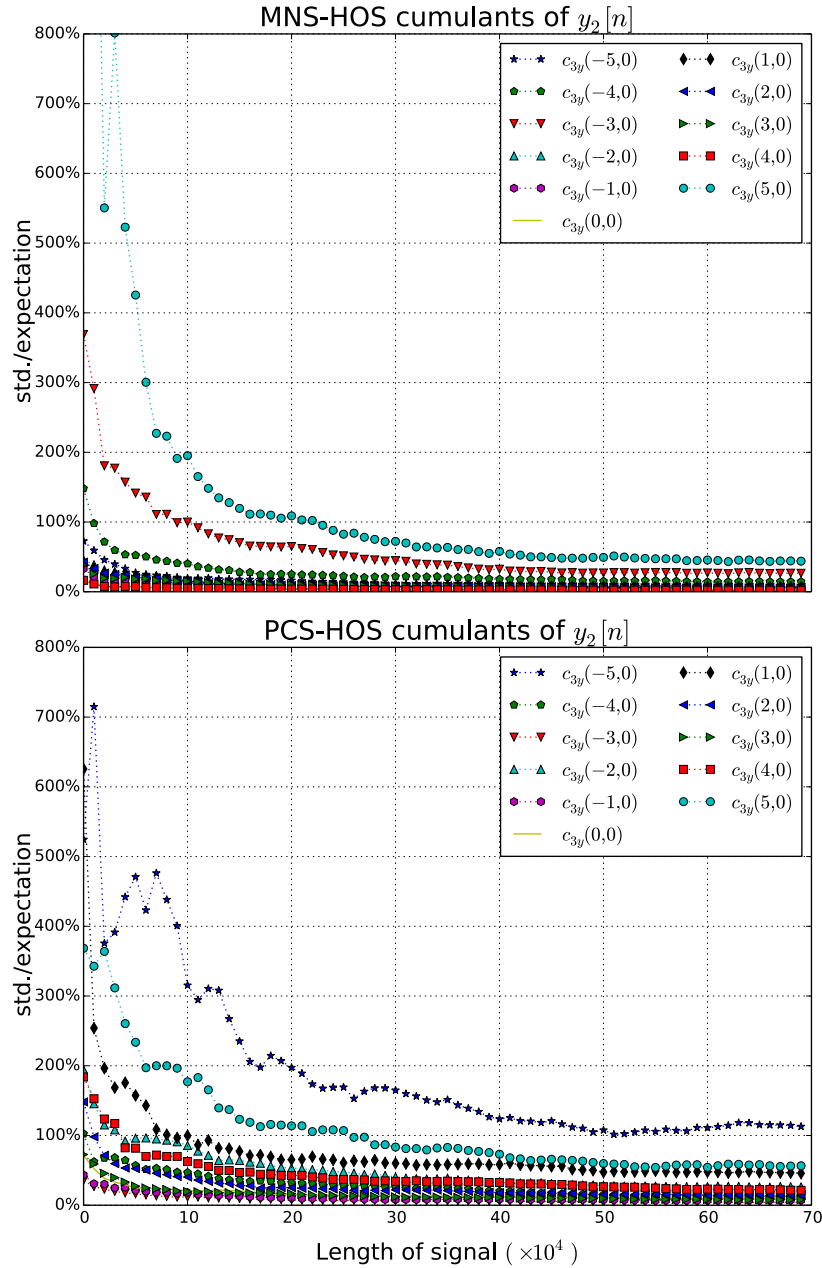 MNS-HOS cumulants of y₂[n]
800%
700%
600%
500%
400%
300%
200%
100%
0%
std./expectation
c₃y(−5,0)
c₃y(−4,0)
c₃y(−3,0)
c₃y(−2,0)
c₃y(−1,0)
c₃y(0,0)
c₃y(1,0)
c₃y(2,0)
c₃y(3,0)
c₃y(4,0)
c₃y(5,0)
PCS-HOS cumulants of y₂[n]
800%
700%
600%
500%
400%
300%
200%
100%
0%
std./expectation
c₃y(−5,0)
c₃y(−4,0)
c₃y(−3,0)
c₃y(−2,0)
c₃y(−1,0)
c₃y(0,0)
c₃y(1,0)
c₃y(2,0)
c₃y(3,0)
c₃y(4,0)
c₃y(5,0)
0 10 20 30 40 50 60 70
Length of signal (×10⁴)